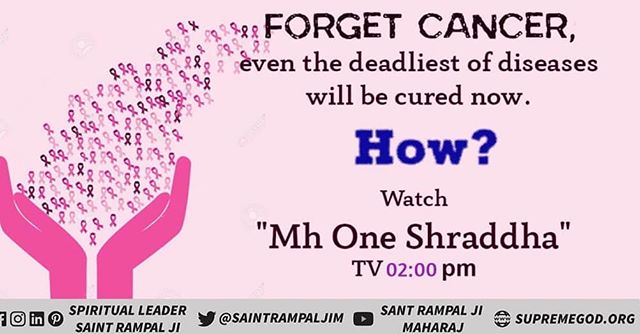 FORGET CANCER,
even the deadliest of diseases
will be cured now.
How?
Watch
"Mh One Shraddha"
TV 02:00 pm
SPIRITUAL LEADER
SAINT RAMPAL JI
@SAINTRAMPALJIM
SANT RAMPAL JI
MAHARAJ
SUPREMEGOD.ORG